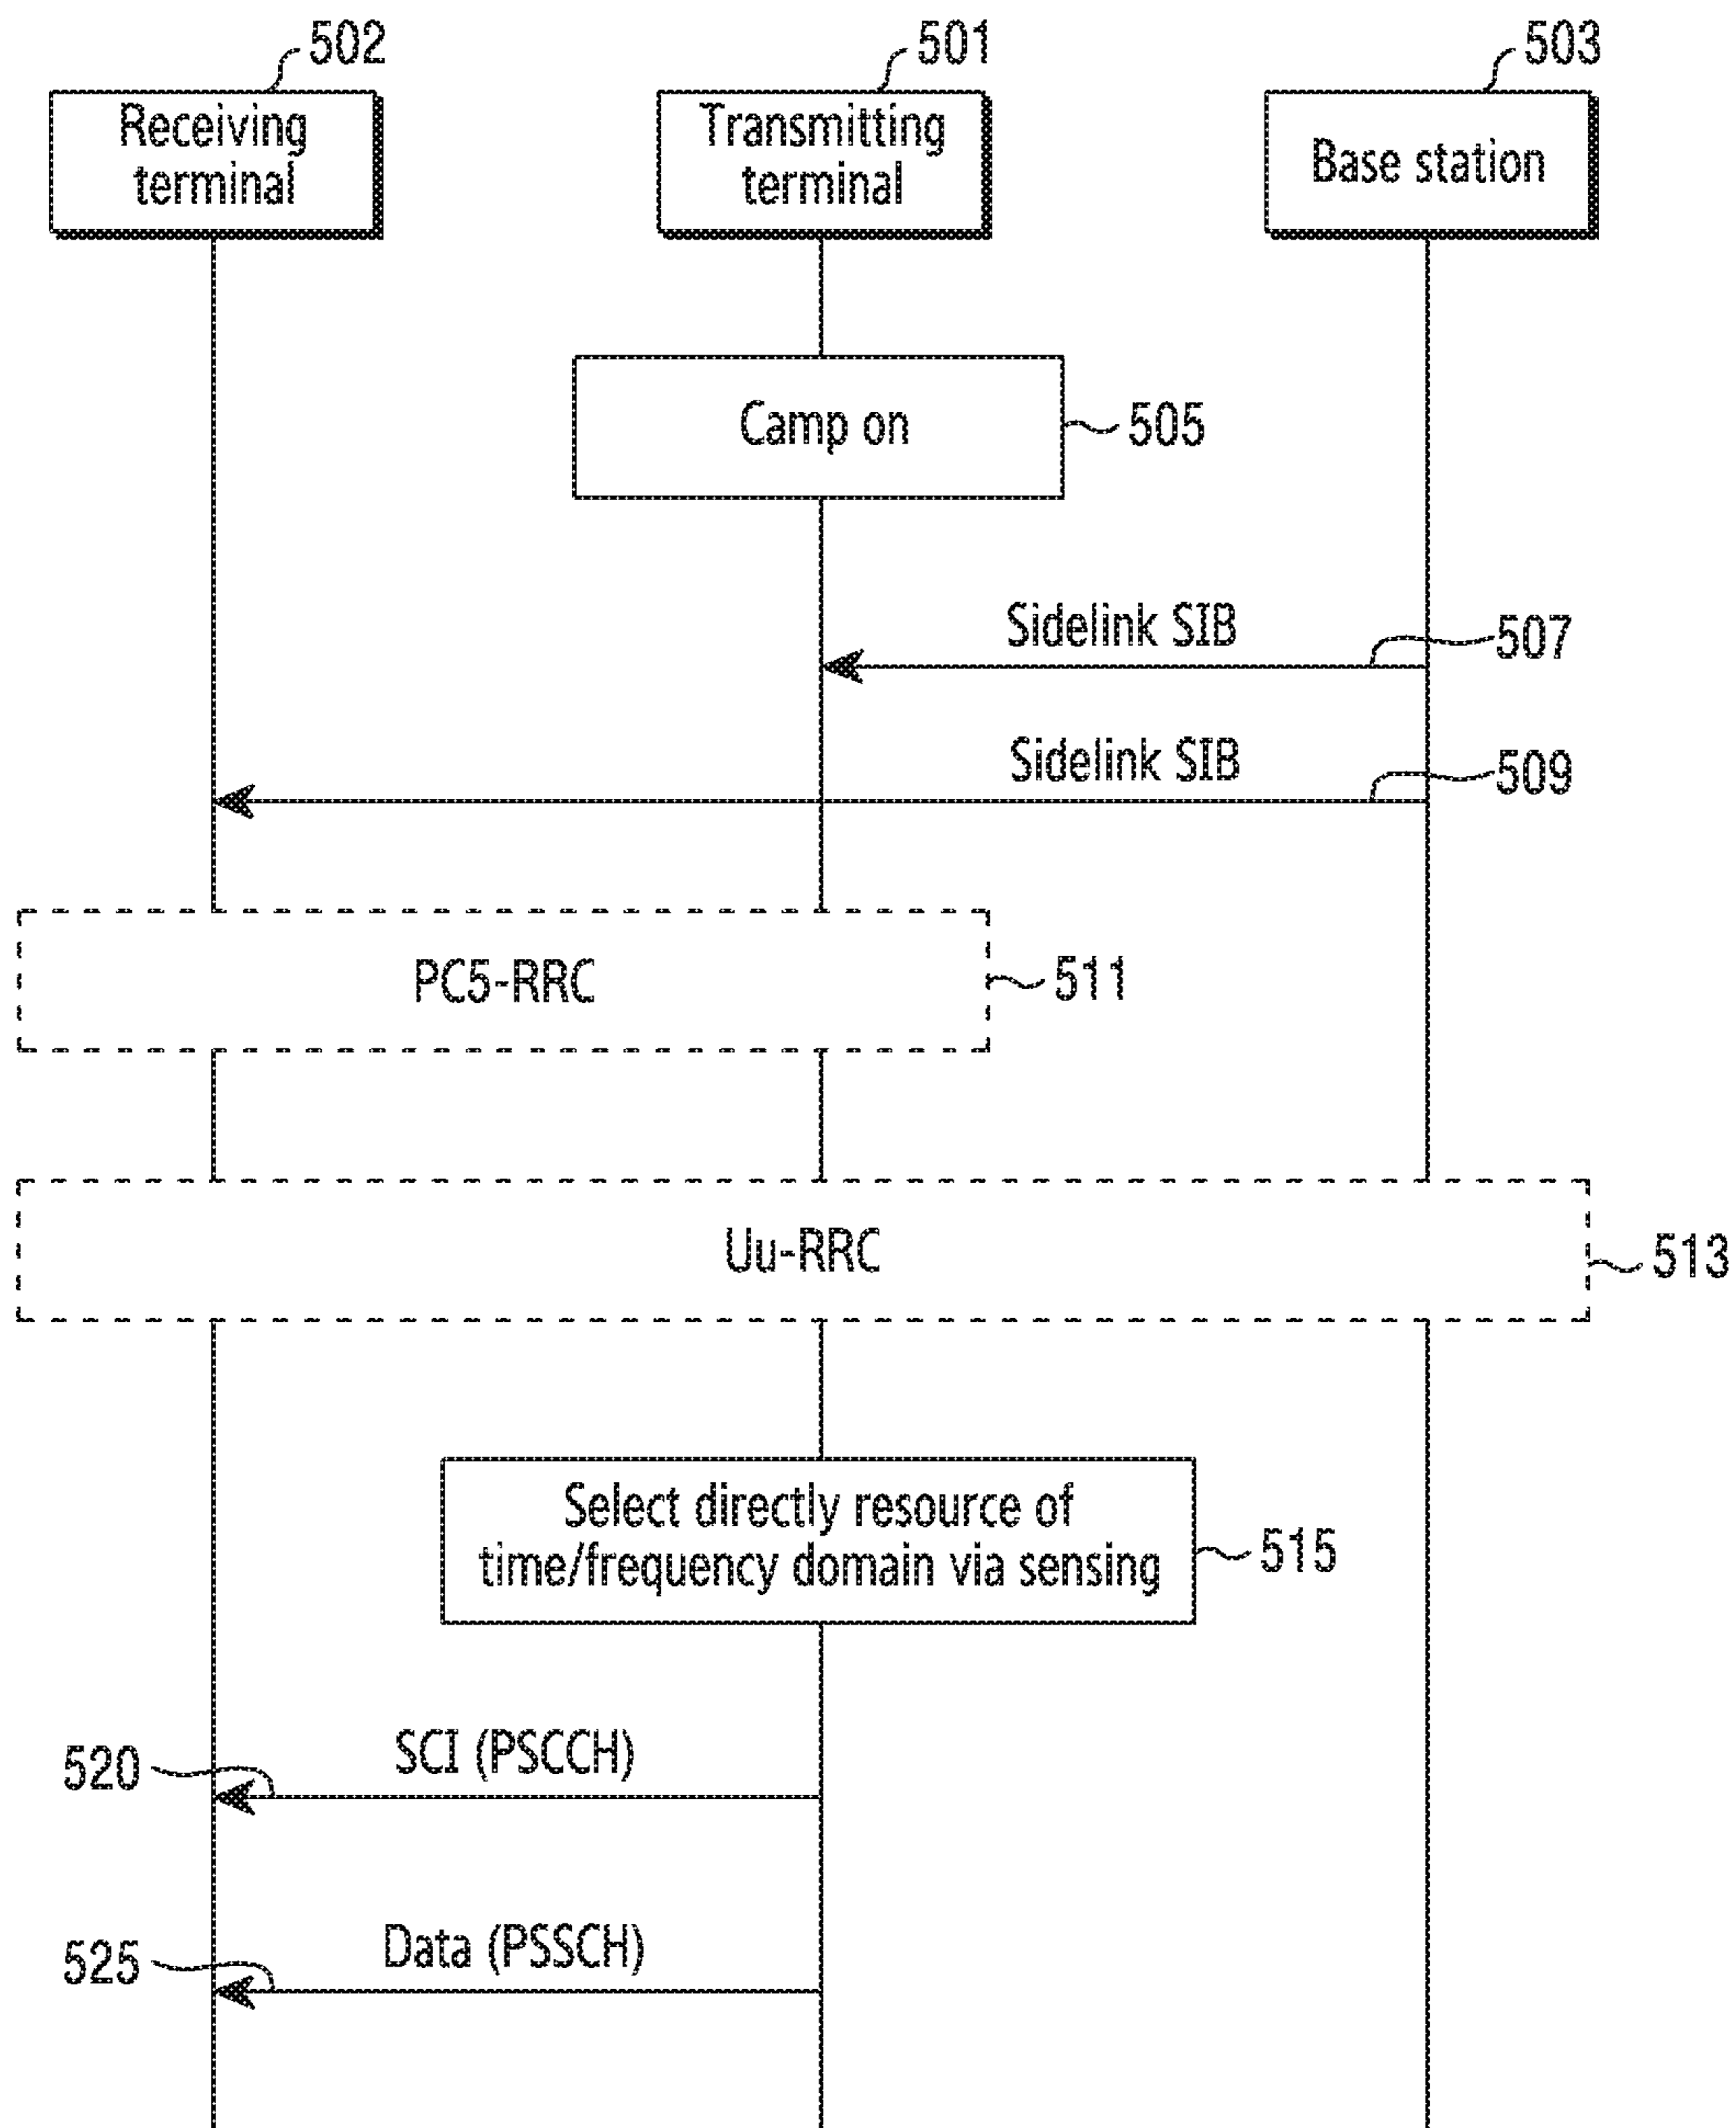 502
501
503
Receiving
terminal
Transmitting
terminal
Base station
Camp on
505
Sidelink SIB
507
Sidelink SIB
509
PC5-RRC
511
Uu-RRC
513
Select directly resource of
time/frequency domain via sensing
515
SCI (PSCCH)
520
Data (PSSCH)
525